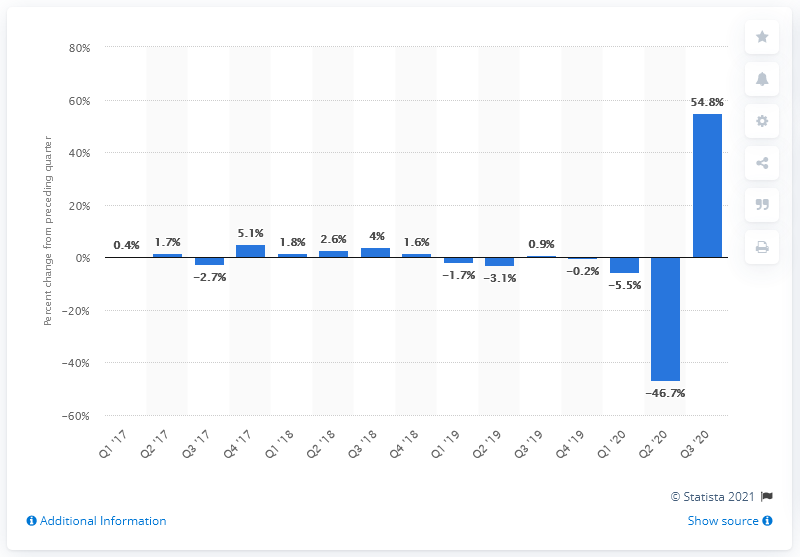 80%
60%
40%
20%
0%
−20%
−40%
−60%
Percent change from preceding quarter
0.4%
1.7%
−2.7%
5.1%
1.8%
2.6%
4%
1.6%
−1.7%
−3.1%
0.9%
−0.2%
−5.5%
−46.7%
54.8%
Q1 '17
Q2 '17
Q3 '17
Q4 '17
Q1 '18
Q2 '18
Q3 '18
Q4 '18
Q1 '19
Q2 '19
Q3 '19
Q4 '19
Q1 '20
Q2 '20
Q3 '20
© Statista 2021
Additional Information
Show source